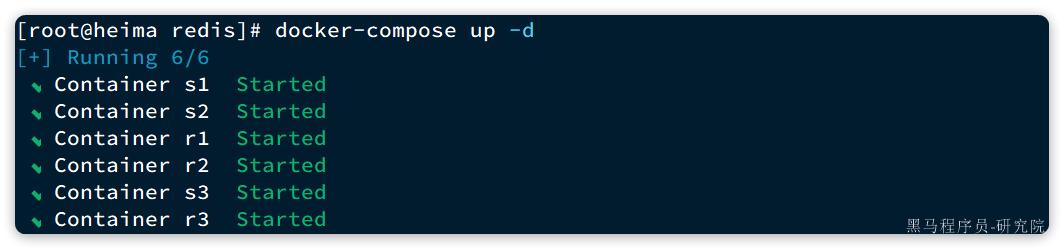 [root@heima redis]# docker-compose up -d
[+] Running 6/6
Container s1 Started
Container s2 Started
Container r1 Started
Container r2 Started
Container s3 Started
Container r3 Started
黑马程序员-研究院